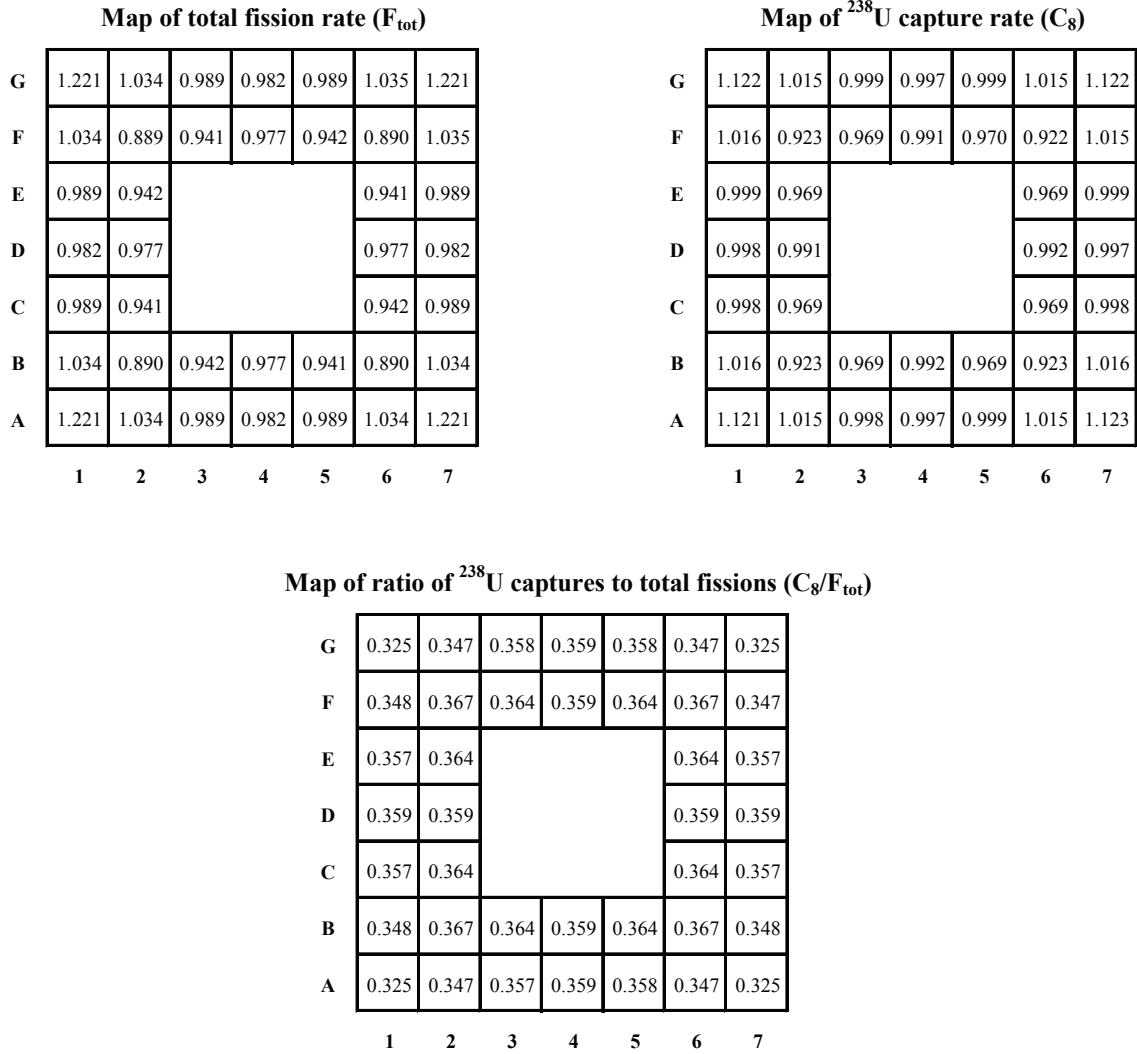 Map of total fission rate (Ftot)
G 1.221 1.034 0.989 0.982 0.989 1.035 1.221
F 1.034 0.889 0.941 0.977 0.942 0.890 1.035
E 0.989 0.942 0.941 0.989
D 0.982 0.977 0.977 0.982
C 0.989 0.941 0.942 0.989
B 1.034 0.890 0.942 0.977 0.941 0.890 1.034
A 1.221 1.034 0.989 0.982 0.989 1.034 1.221
1 2 3 4 5 6 7
Map of 238U capture rate (C8)
G 1.122 1.015 0.999 0.997 0.999 1.015 1.122
F 1.016 0.923 0.969 0.991 0.970 0.922 1.015
E 0.999 0.969 0.969 0.999
D 0.998 0.991 0.992 0.997
C 0.998 0.969 0.969 0.998
B 1.016 0.923 0.969 0.992 0.969 0.923 1.016
A 1.121 1.015 0.998 0.997 0.999 1.015 1.123
1 2 3 4 5 6 7
Map of ratio of 238U captures to total fissions (C8/Ftot)
G 0.325 0.347 0.358 0.359 0.358 0.347 0.325
F 0.348 0.367 0.364 0.359 0.364 0.367 0.347
E 0.357 0.364 0.364 0.357
D 0.359 0.359 0.359 0.359
C 0.357 0.364 0.364 0.357
B 0.348 0.367 0.364 0.359 0.364 0.367 0.348
A 0.325 0.347 0.357 0.359 0.358 0.347 0.325
1 2 3 4 5 6 7